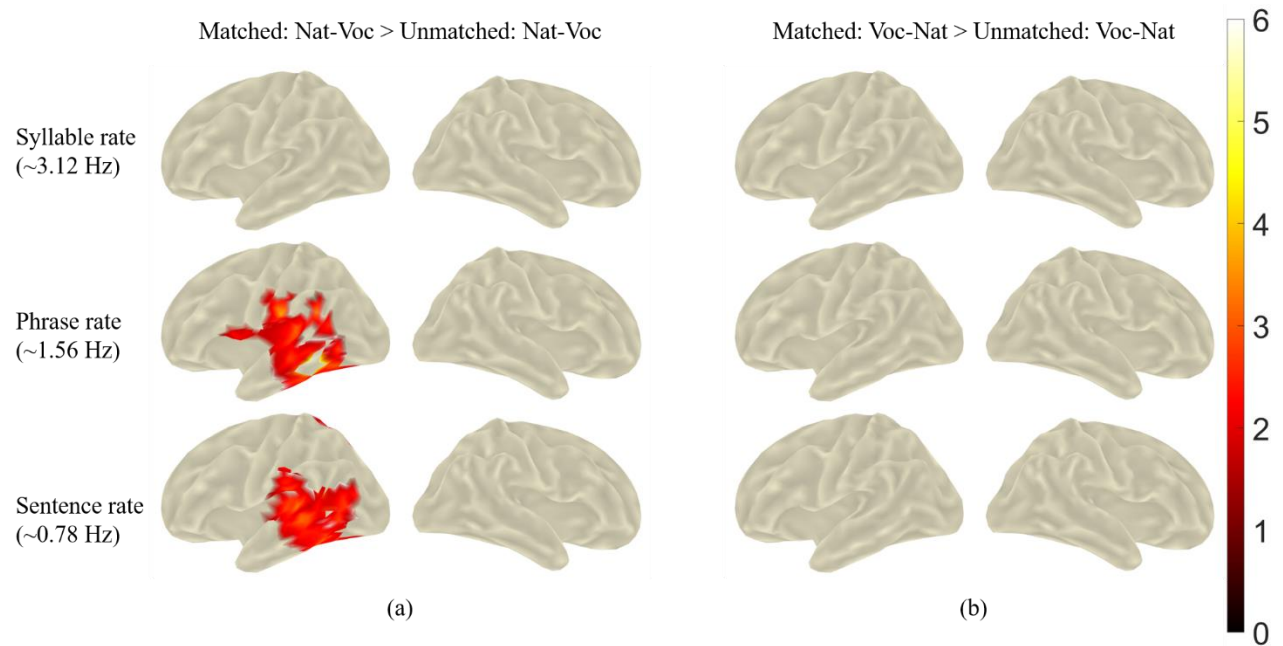 Matched: Nat-Voc > Unmatched: Nat-Voc
Matched: Voc-Nat > Unmatched: Voc-Nat
Syllable rate
(~3.12 Hz)
Phrase rate
(~1.56 Hz)
Sentence rate
(~0.78 Hz)
(a)
(b)
6
5
4
3
2
1
0